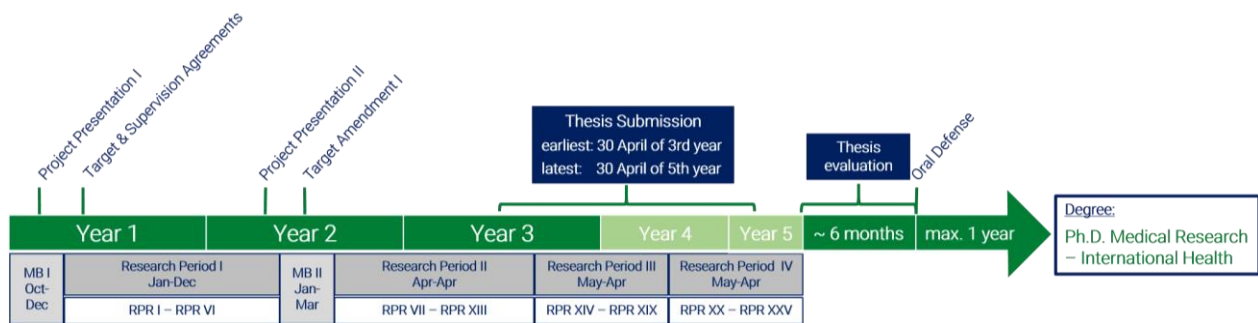 Project Presentation I
Target & Supervision Agreements
Project Presentation II
Target Amendment I
Thesis Submission
earliest: 30 April of 3rd year
latest: 30 April of 5th year
Thesis
evaluation
Oral Defense
Year 1
Year 2
Year 3
Year 4
Year 5
~ 6 months
max. 1 year
Degree:
Ph.D. Medical Research
– International Health
MB I
Oct-
Dec
Research Period I
Jan-Dec
RPR I – RPR VI
MB II
Jan-
Mar
Research Period II
Apr-Apr
RPR VII – RPR XIII
Research Period III
May-Apr
RPR XIV – RPR XIX
Research Period IV
May-Apr
RPR XX – RPR XXV